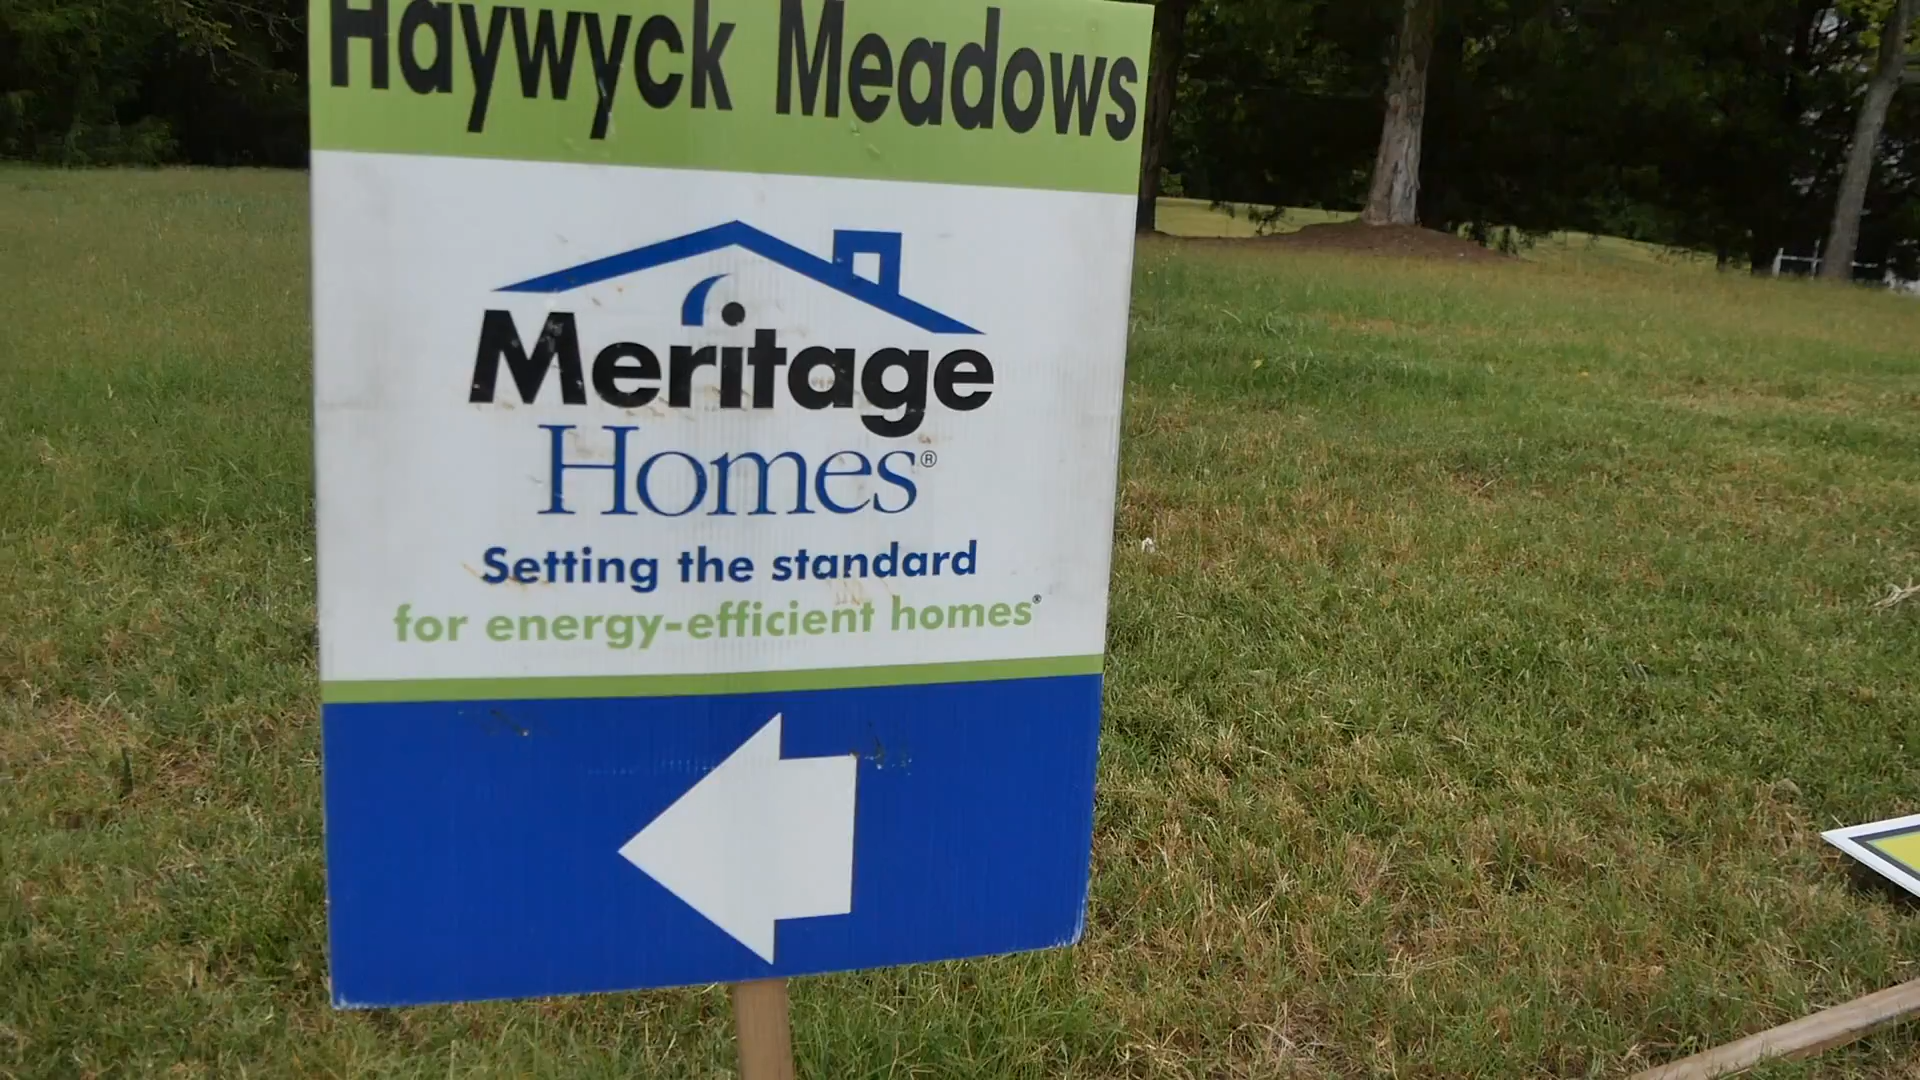 Haywyck Meadows
Meritage
Homes®
Setting the standard
for energy-efficient homes®